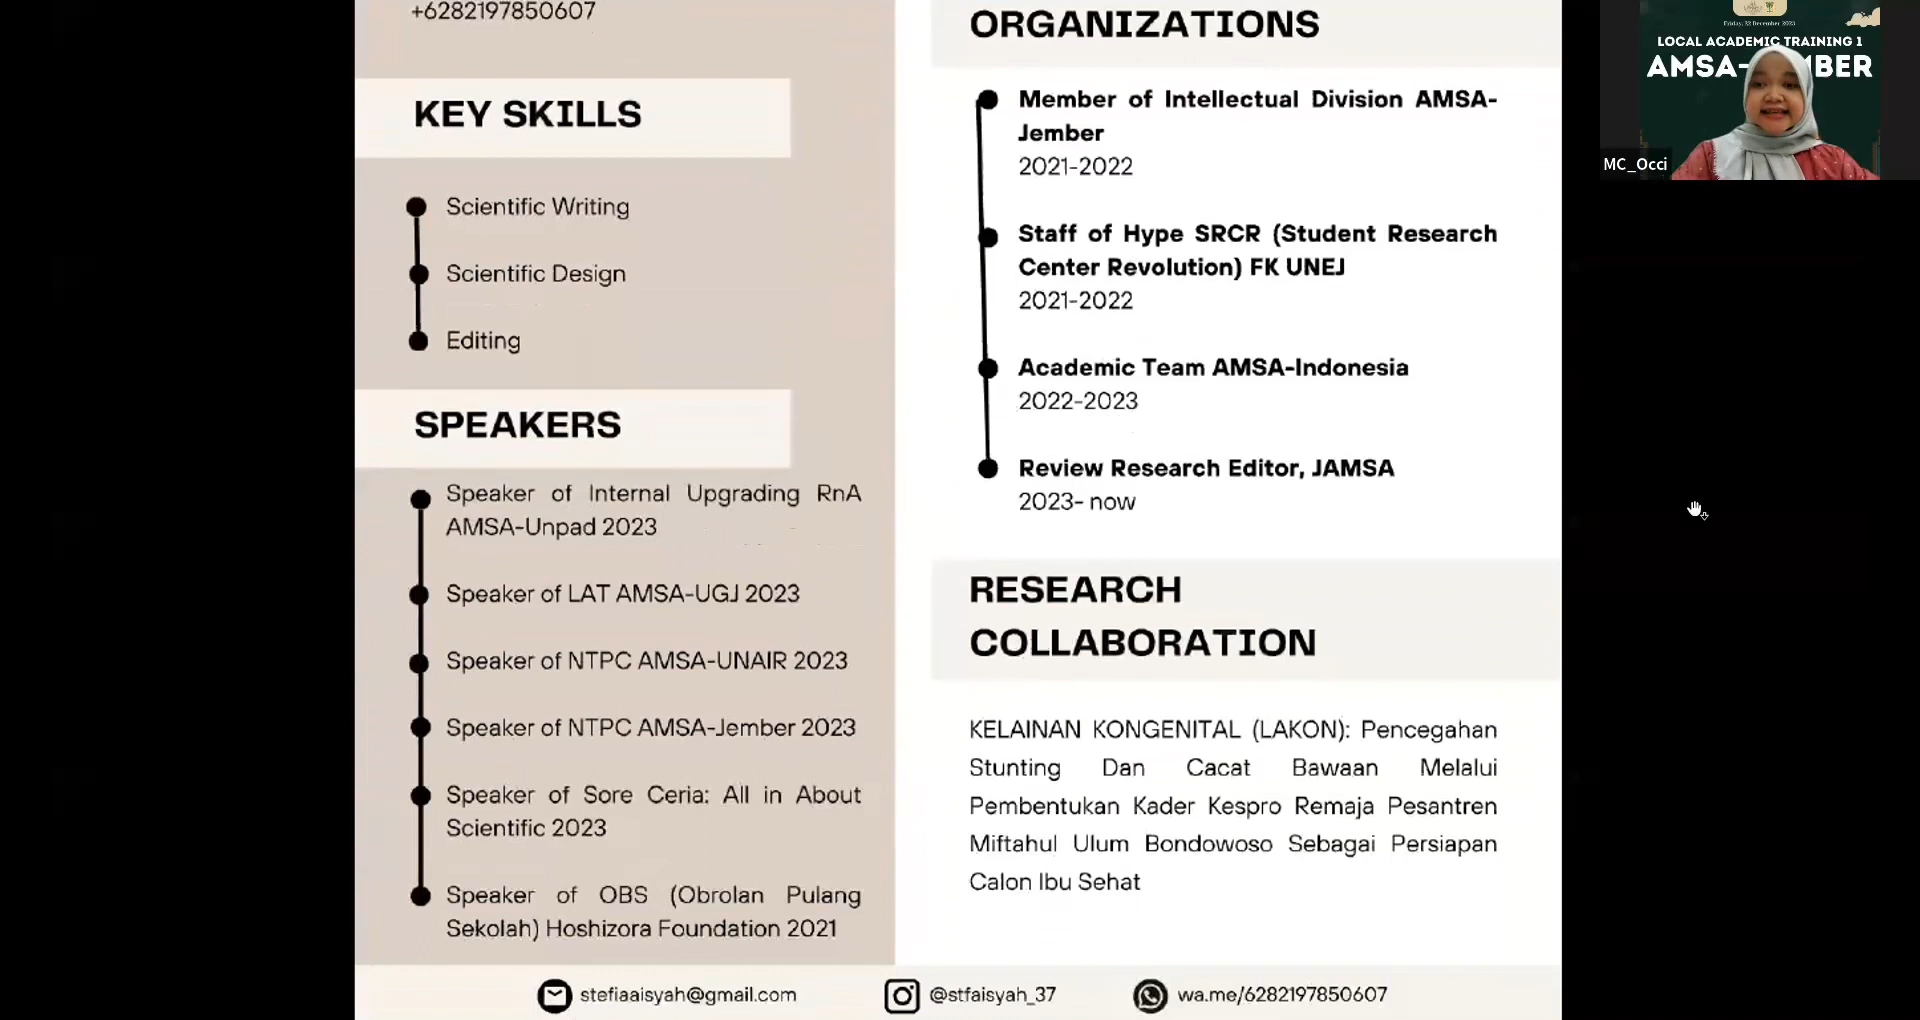 +6282197850607
KEY SKILLS
Scientific Writing
Scientific Design
Editing
SPEAKERS
Speaker of Internal Upgrading RnA
AMSA-Unpad 2023
Speaker of LAT AMSA-UGJ 2023
Speaker of NTPC AMSA-UNAIR 2023
Speaker of NTPC AMSA-Jember 2023
Speaker of Sore Ceria: All in About
Scientific 2023
Speaker of OBS (Obrolan Pulang
Sekolah) Hoshizora Foundation 2021
ORGANIZATIONS
Member of Intellectual Division AMSA-
Jember
2021-2022
Staff of Hype SRCR (Student Research
Center Revolution) FK UNEJ
2021-2022
Academic Team AMSA-Indonesia
2022-2023
Review Research Editor, JAMSA
2023- now
RESEARCH
COLLABORATION
KELAINAN KONGENITAL (LAKON): Pencegahan
Stunting Dan Cacat Bawaan Melalui
Pembentukan Kader Kespro Remaja Pesantren
Miftahul Ulum Bondowoso Sebagai Persiapan
Calon Ibu Sehat
stefiaaisyah@gmail.com
@stfaisyah_37
wa.me/6282197850607
Friday, 22 December 2023
LOCAL ACADEMIC TRAINING 1
AMSA- BER
MC_Occi